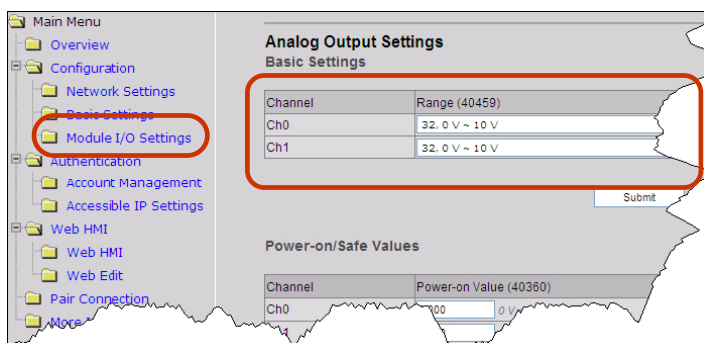 Main Menu
Overview
Configuration
Network Settings
Basic Settings
Module I/O Settings
Authentication
Account Management
Accessible IP Settings
Web HMI
Web HMI
Web Edit
Pair Connection
More
Analog Output Settings
Basic Settings
Channel Range (40459)
Ch0 32, 0 V ~ 10 V
Ch1 32, 0 V ~ 10 V
Submit
Power-on/Safe Values
Channel Power-on Value (40360)
Ch0 0 V